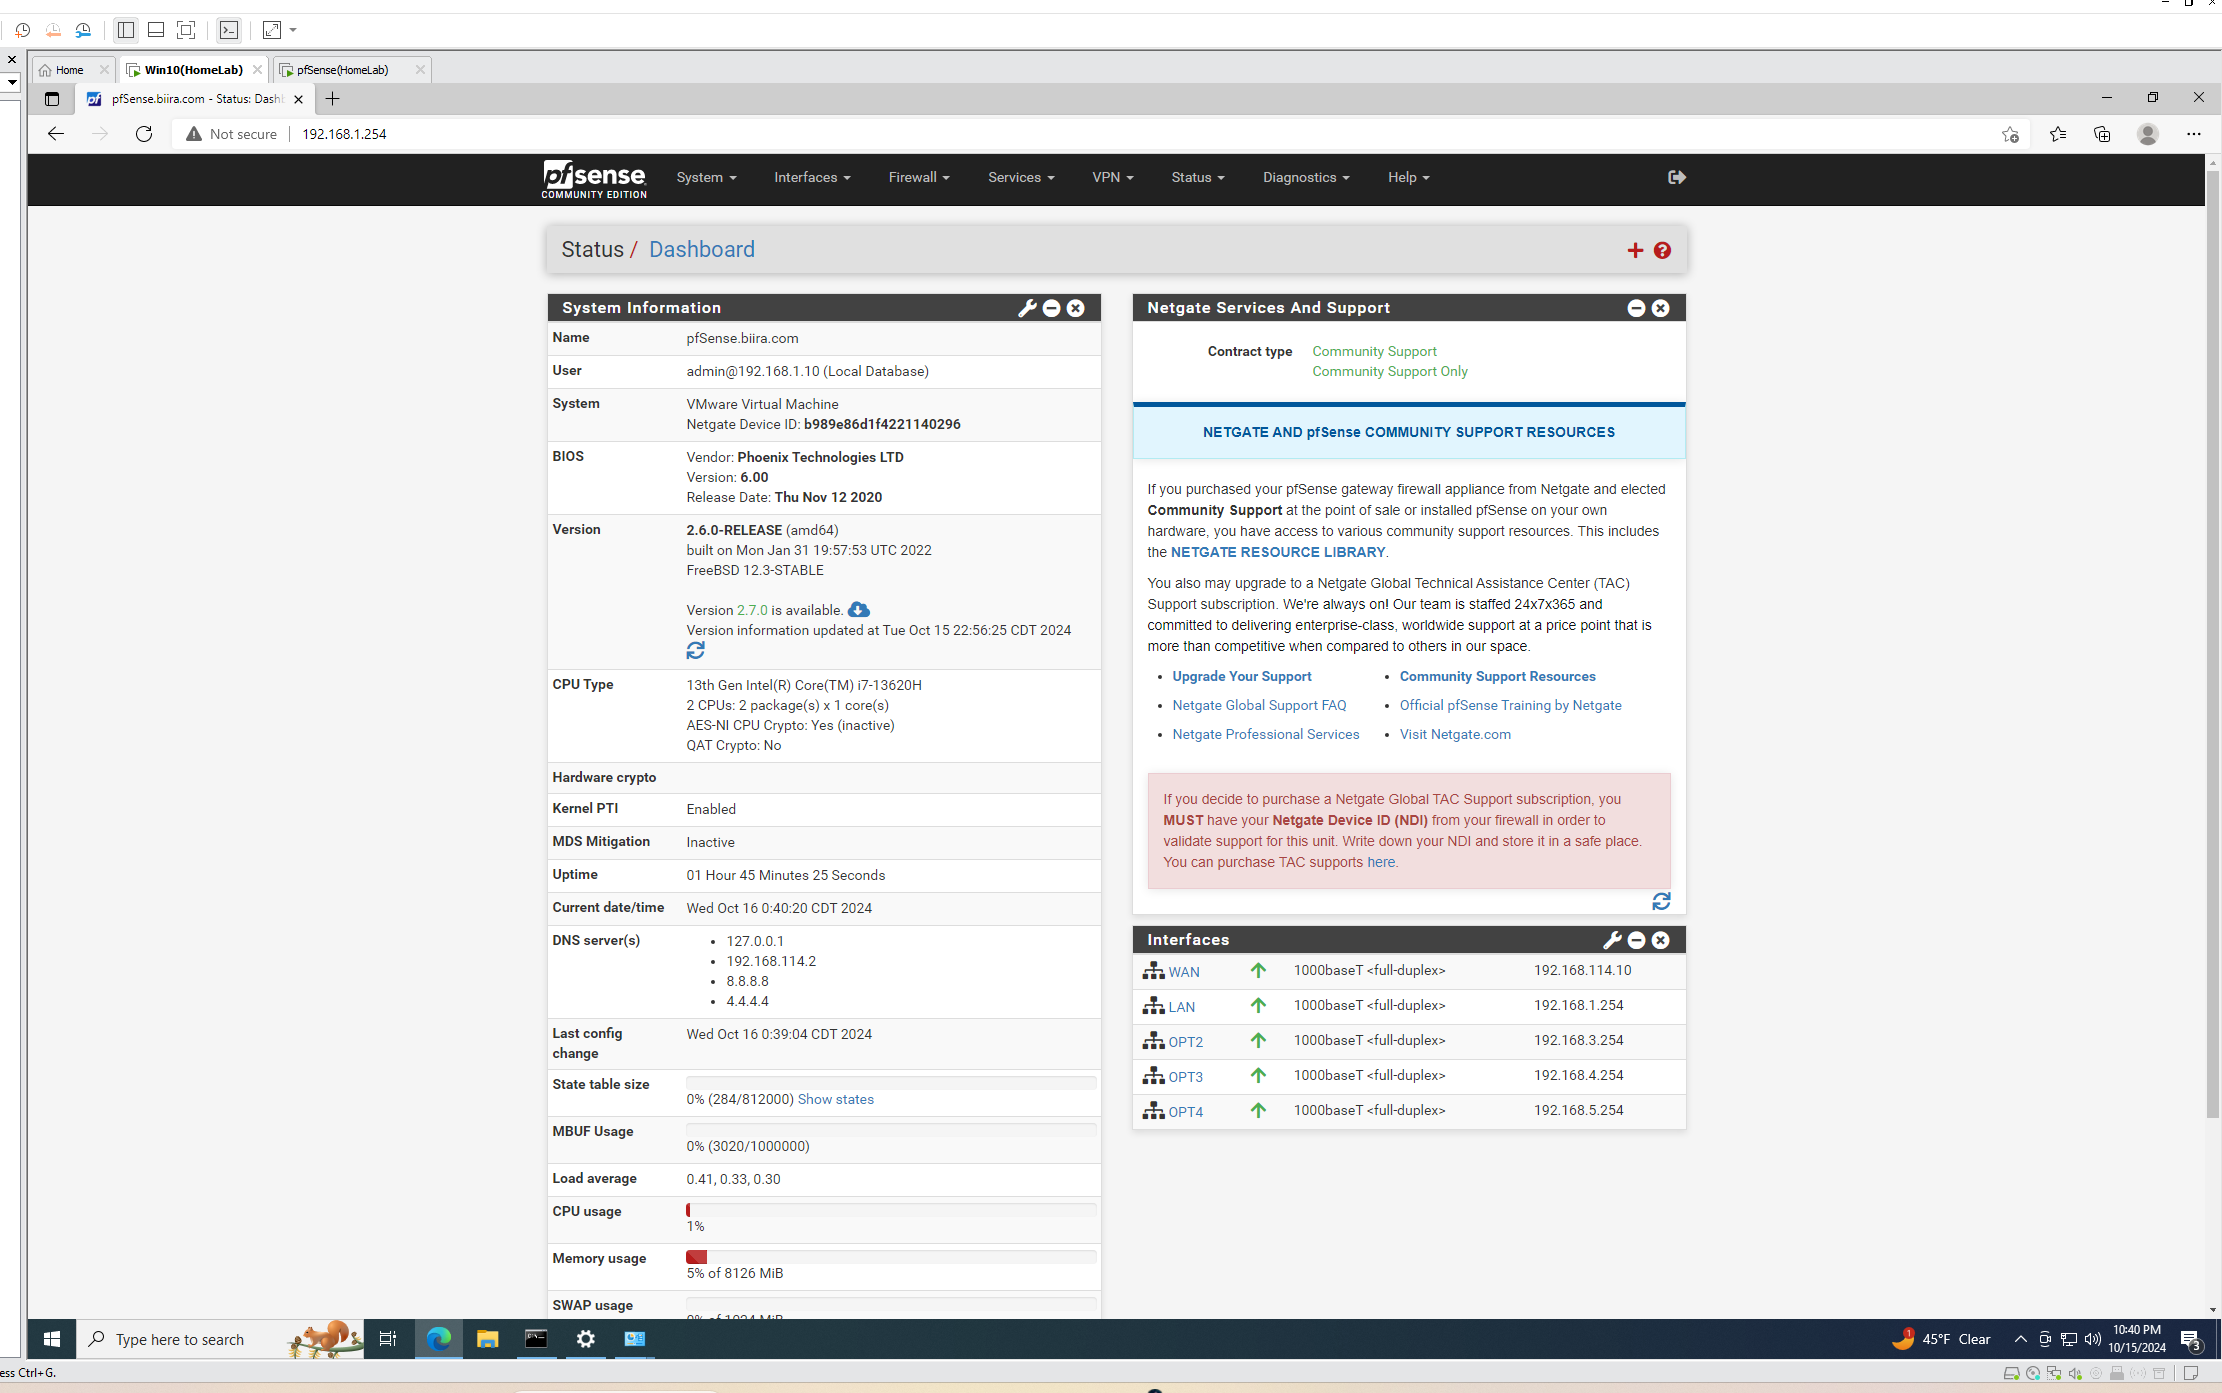 Home
Win10(HomeLab)
pfSense(HomeLab)
pfSense.biira.com - Status: Dashb
Not secure
192.168.1.254
pfsense
COMMUNITY EDITION
System
Interfaces
Firewall
Services
VPN
Status
Diagnostics
Help
Status / Dashboard
System Information
Name
pfSense.biira.com
User
admin@192.168.1.10 (Local Database)
System
VMware Virtual Machine
Netgate Device ID: b989e86d1f4221140296
BIOS
Vendor: Phoenix Technologies LTD
Version: 6.00
Release Date: Thu Nov 12 2020
Version
2.6.0-RELEASE (amd64)
built on Mon Jan 31 19:57:53 UTC 2022
FreeBSD 12.3-STABLE
Version 2.7.0 is available.
Version information updated at Tue Oct 15 22:56:25 CDT 2024
CPU Type
13th Gen Intel(R) Core(TM) i7-13620H
2 CPUs: 2 package(s) x 1 core(s)
AES-NI CPU Crypto: Yes (inactive)
QAT Crypto: No
Hardware crypto
Kernel PTI
Enabled
MDS Mitigation
Inactive
Uptime
01 Hour 45 Minutes 25 Seconds
Current date/time
Wed Oct 16 0:40:20 CDT 2024
DNS server(s)
127.0.0.1
192.168.114.2
8.8.8.8
4.4.4.4
Last config
change
Wed Oct 16 0:39:04 CDT 2024
State table size
0% (284/812000) Show states
MBUF Usage
0% (3020/1000000)
Load average
0.41, 0.33, 0.30
CPU usage
1%
Memory usage
5% of 8126 MiB
SWAP usage
Netgate Services And Support
Contract type
Community Support
Community Support Only
NETGATE AND pfSense COMMUNITY SUPPORT RESOURCES
If you purchased your pfSense gateway firewall appliance from Netgate and elected
Community Support at the point of sale or installed pfSense on your own
hardware, you have access to various community support resources. This includes
the NETGATE RESOURCE LIBRARY.
You also may upgrade to a Netgate Global Technical Assistance Center (TAC)
Support subscription. We're always on! Our team is staffed 24x7x365 and
committed to delivering enterprise-class, worldwide support at a price point that is
more than competitive when compared to others in our space.
Upgrade Your Support
Community Support Resources
Netgate Global Support FAQ
Official pfSense Training by Netgate
Netgate Professional Services
Visit Netgate.com
If you decide to purchase a Netgate Global TAC Support subscription, you
MUST have your Netgate Device ID (NDI) from your firewall in order to
validate support for this unit. Write down your NDI and store it in a safe place.
You can purchase TAC supports here.
Interfaces
WAN 1000baseT <full-duplex> 192.168.114.10
LAN 1000baseT <full-duplex> 192.168.1.254
OPT2 1000baseT <full-duplex> 192.168.3.254
OPT3 1000baseT <full-duplex> 192.168.4.254
OPT4 1000baseT <full-duplex> 192.168.5.254
Type here to search
1
45°F Clear
10:40 PM
10/15/2024
3
ess Ctrl+G.